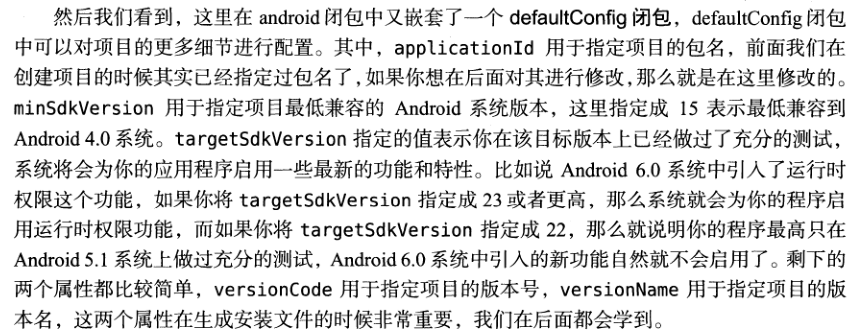 然后我们看到，这里在 android 闭包中又嵌套了一个 defaultConfig 闭包，defaultConfig 闭包
中可以对项目的更多细节进行配置。其中，applicationId 用于指定项目的包名，前面我们在
创建项目的时候其实已经指定过包名了，如果你想在后面对其进行修改，那么就是在这里修改的。
minSdkVersion 用于指定项目最低兼容的 Android 系统版本，这里指定成 15 表示最低兼容到
Android 4.0 系统。targetSdkVersion 指定的值表示你在该目标版本上已经做过了充分的测试，
系统将会为你的应用程序启用一些最新的功能和特性。比如说 Android 6.0 系统中引入了运行时
权限这个功能，如果你将 targetSdkVersion 指定成 23 或者更高，那么系统就会为你的程序启
用运行时权限功能，而如果你将 targetSdkVersion 指定成 22，那么就说明你的程序最高只在
Android 5.1 系统上做过充分的测试，Android 6.0 系统中引入的新功能自然就不会启用了。剩下的
两个属性都比较简单，versionCode 用于指定项目的版本号，versionName 用于指定项目的版
本名，这两个属性在生成安装文件的时候非常重要，我们在后面都会学到。